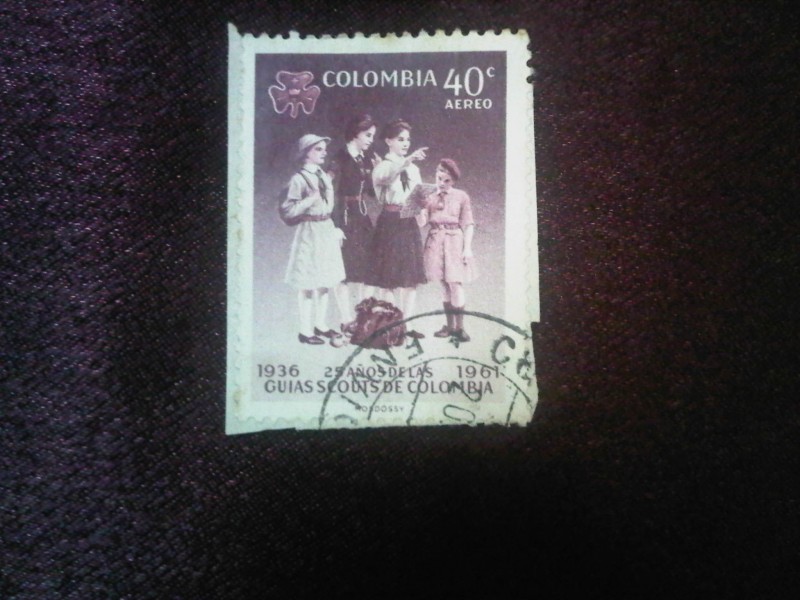 COLOMBIA 40c
AEREO
1936 25 AÑOS DE LAS 1961
GUIAS SCOUTS DE COLOMBIA